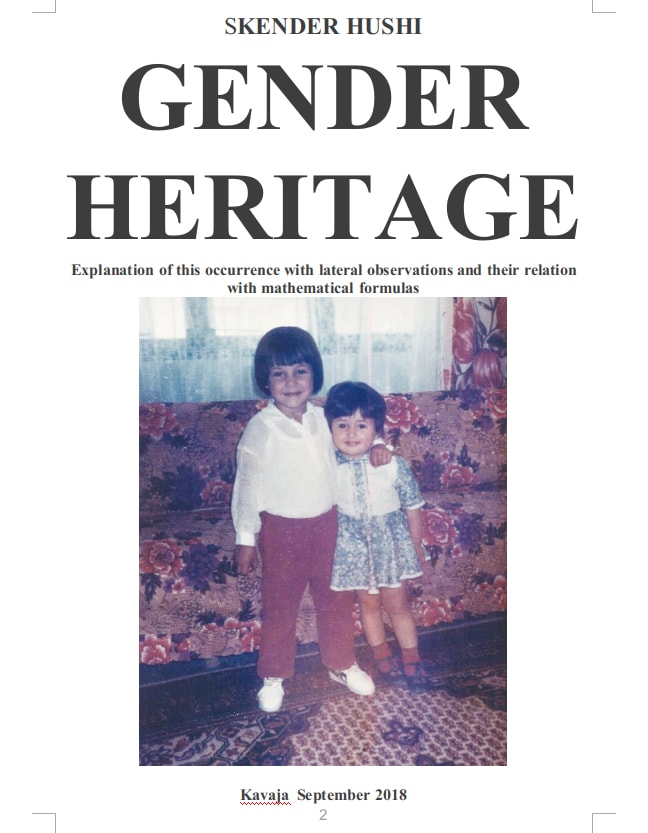 SKENDER HUSHI
GENDER
HERITAGE
Explanation of this occurrence with lateral observations and their relation
with mathematical formulas
Kavaja September 2018
2